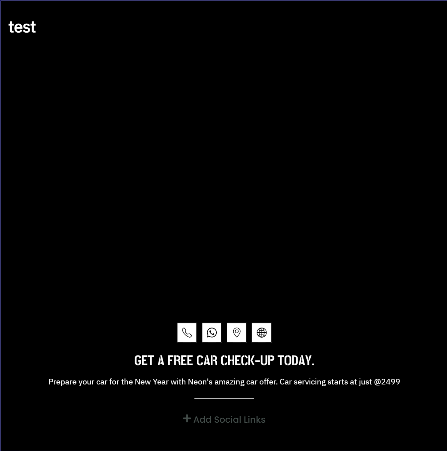 test
GET A FREE CAR CHECK-UP TODAY.
Prepare your car for the New Year with Neon's amazing car offer. Car servicing starts at just @2499
+ Add Social Links